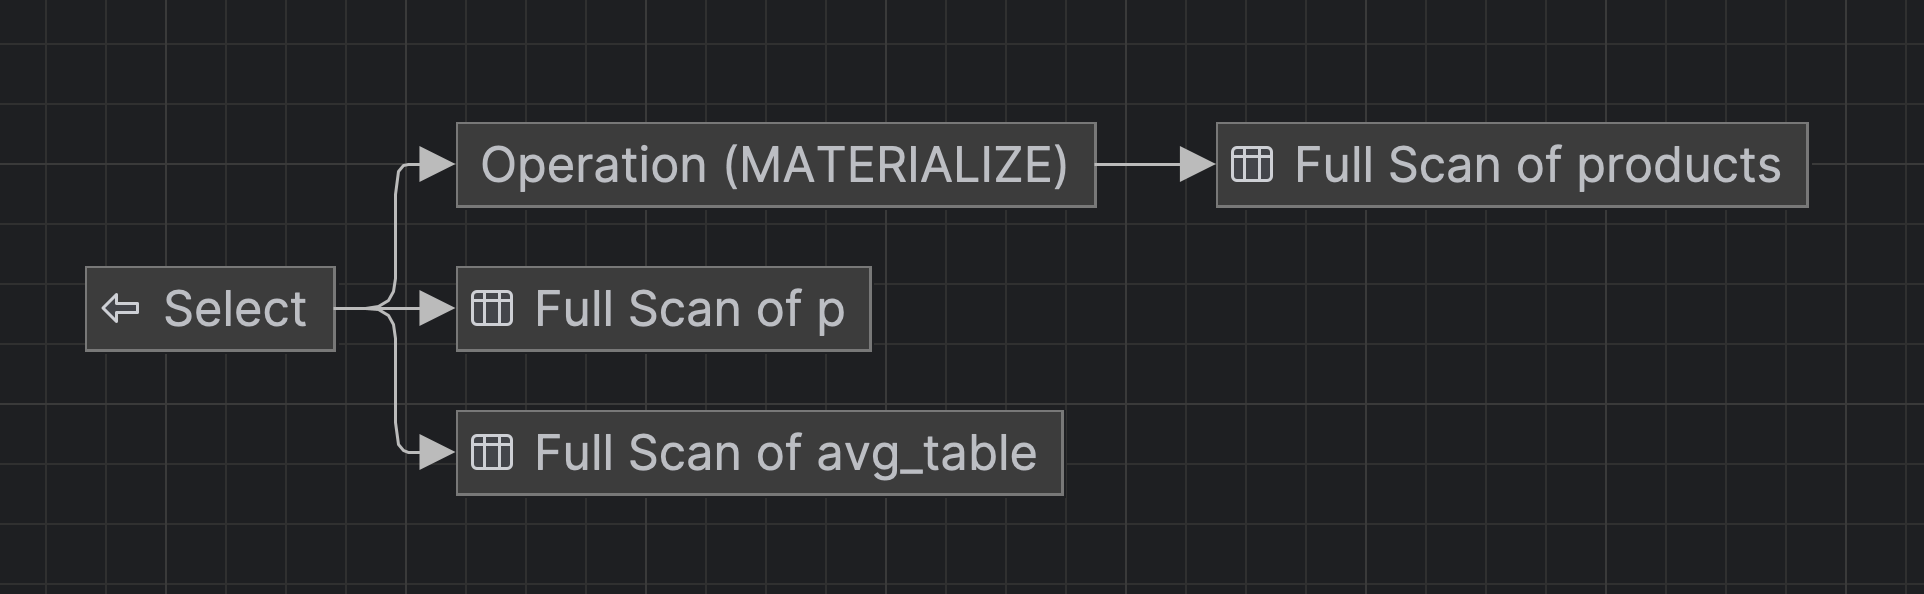 Operation (MATERIALIZE)
Full Scan of products
Select
Full Scan of p
Full Scan of avg_table